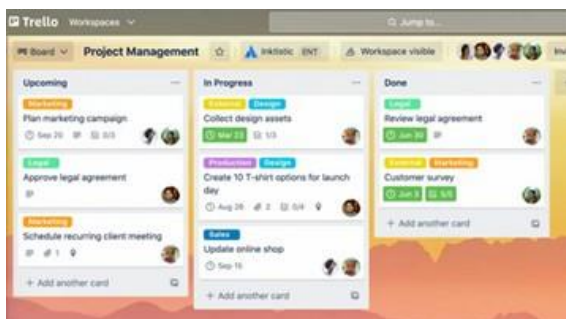 Trello Workspaces
Jump to...
Board Project Management Inktistic ENT Workspace visible
Upcoming
Marketing
Plan marketing campaign
Sep 20 0/3
Legal
Approve legal agreement
Marketing
Schedule recurring client meeting
1
+ Add another card
In Progress
External Design
Collect design assets
Mar 23 1/3
Production Design
Create 10 T-shirt options for launch
day
Aug 28 2 0/4
Sales
Update online shop
Sep 15
+ Add another card
Done
Legal
Review legal agreement
Jun 30
External Marketing
Customer survey
Jun 3 5/5
+ Add another card